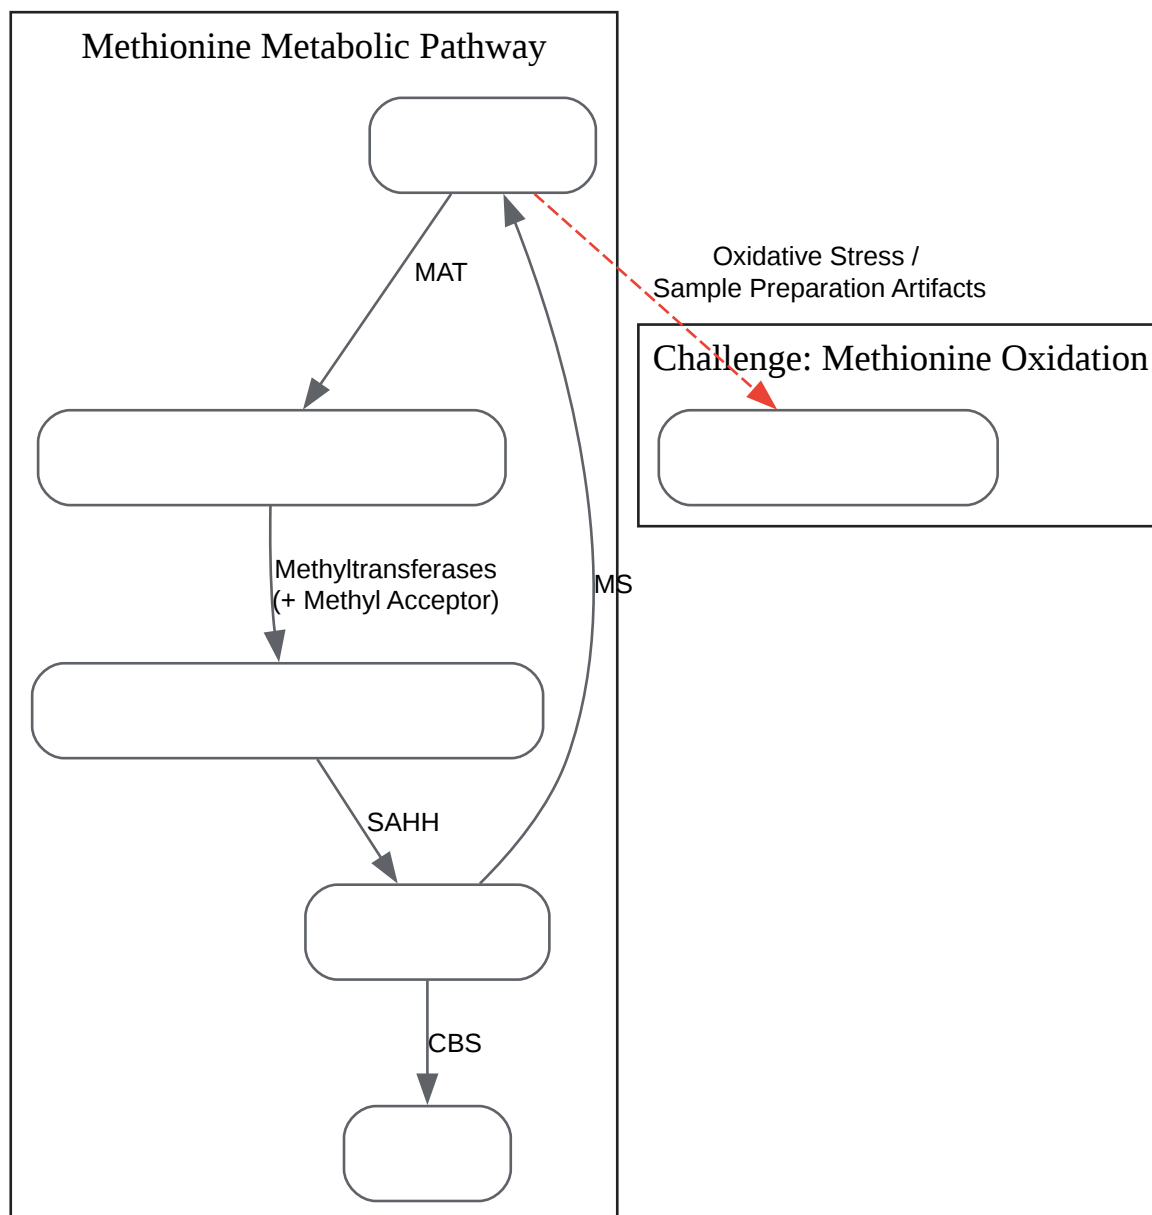 Methionine Metabolic Pathway
MAT
Oxidative Stress /
Sample Preparation Artifacts
Challenge: Methionine Oxidation
Methyltransferases
(+ Methyl Acceptor)
MS
SAHH
CBS